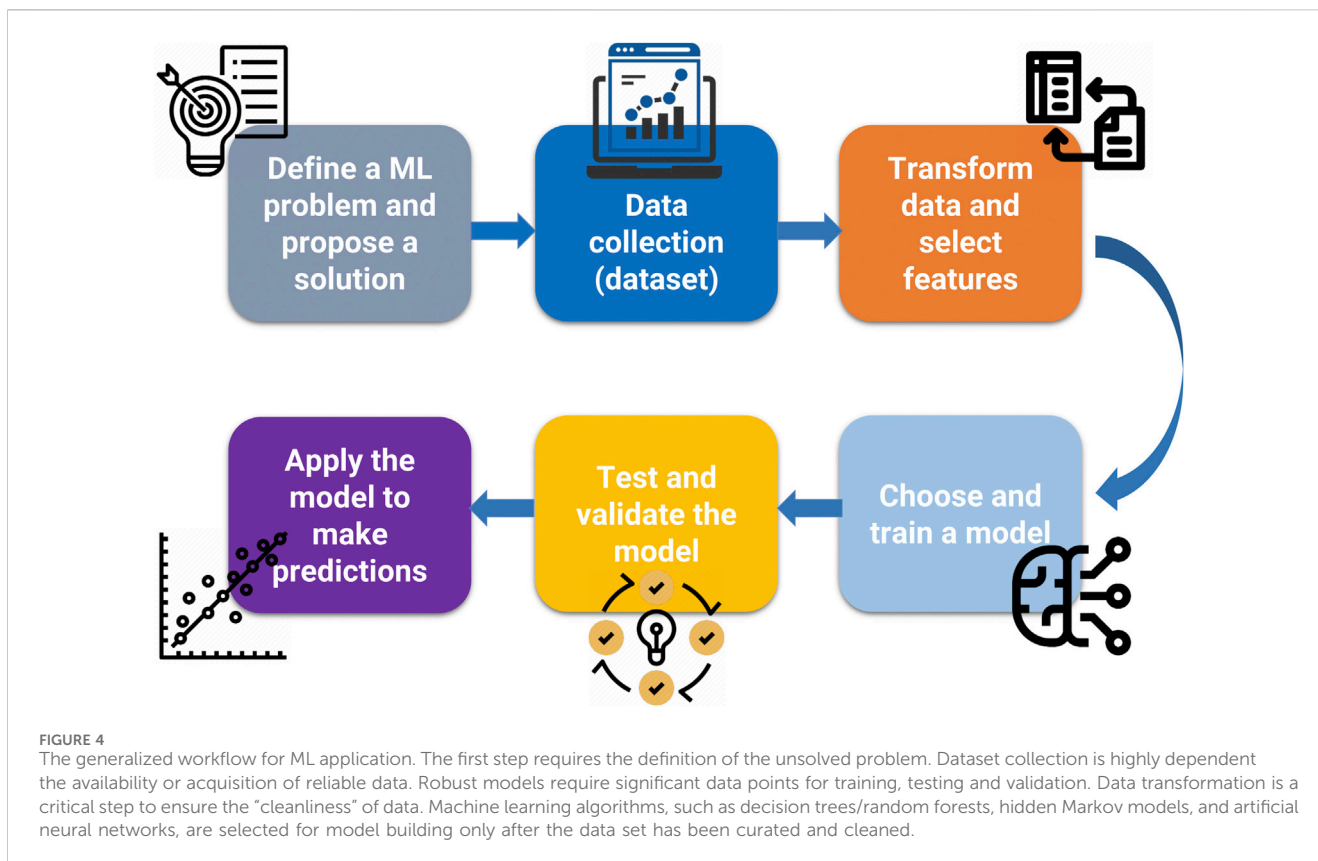 Define a ML
problem and
propose a
solution
Data
collection
(dataset)
Transform
data and
select
features
Choose and
train a model
Test and
validate the
model
Apply the
model to
make
predictions
FIGURE 4
The generalized workflow for ML application. The first step requires the definition of the unsolved problem. Dataset collection is highly dependent
the availability or acquisition of reliable data. Robust models require significant data points for training, testing and validation. Data transformation is a
critical step to ensure the “cleanliness” of data. Machine learning algorithms, such as decision trees/random forests, hidden Markov models, and artificial
neural networks, are selected for model building only after the data set has been curated and cleaned.